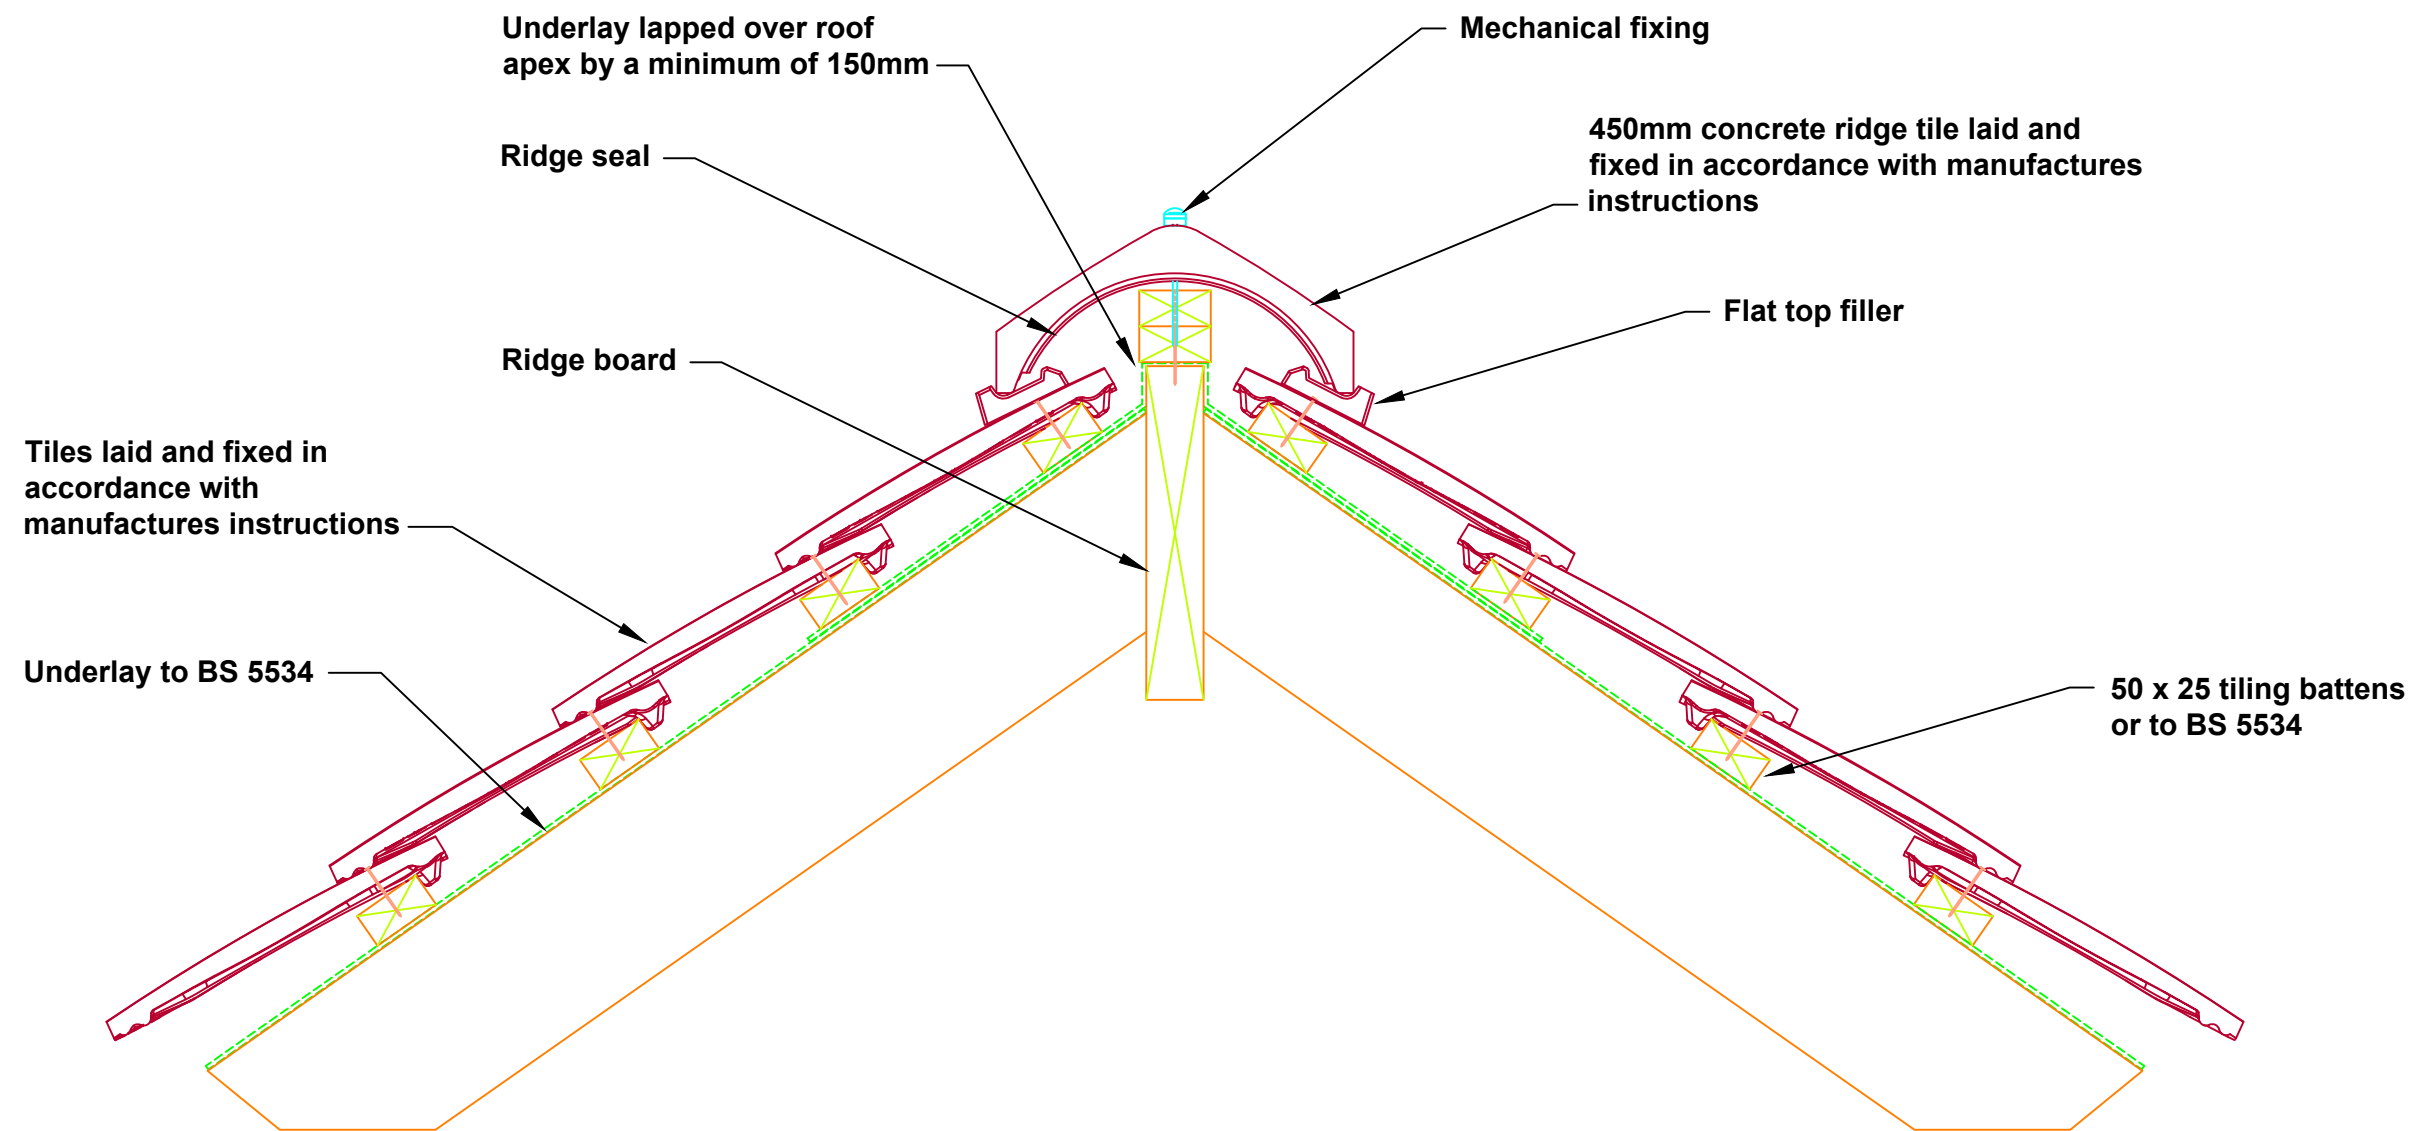 Underlay lapped over roof
apex by a minimum of 150mm
Mechanical fixing
450mm concrete ridge tile laid and
fixed in accordance with manufactures
instructions
Ridge seal
Flat top filler
Ridge board
Tiles laid and fixed in
accordance with
manufactures instructions
Underlay to BS 5534
50 x 25 tiling battens
or to BS 5534